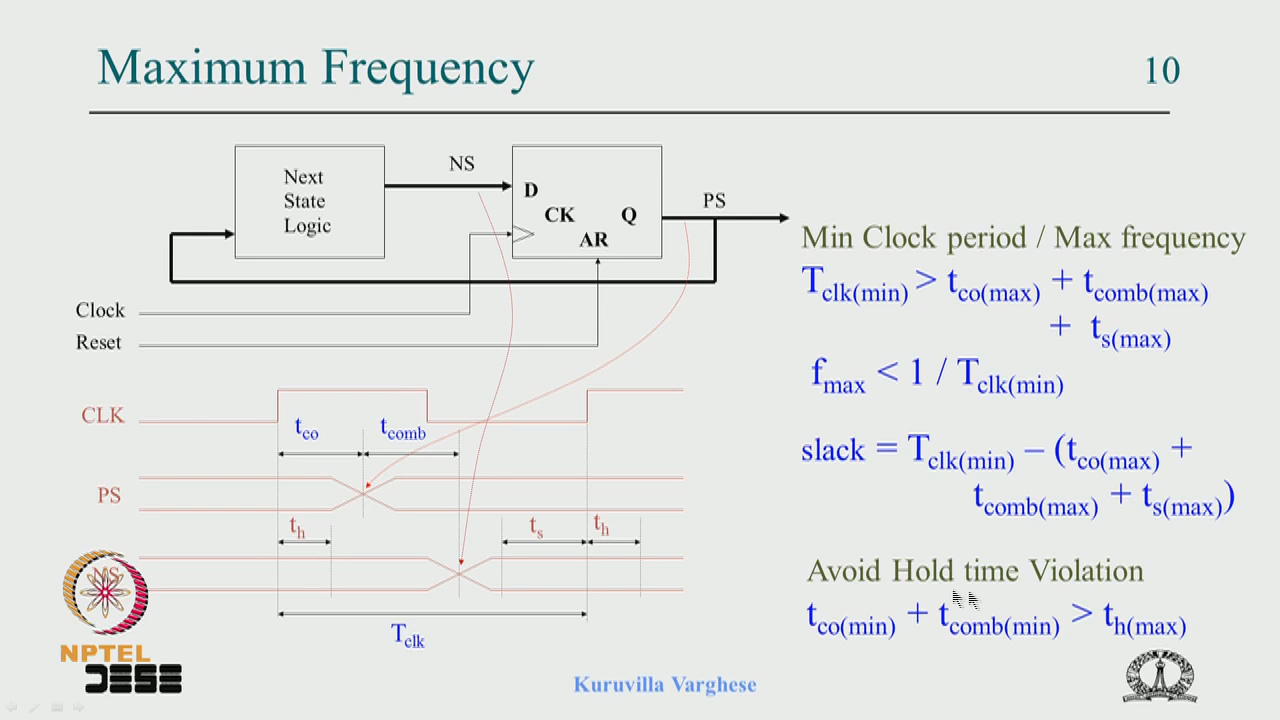 Maximum Frequency
10
Next
State
Logic
NS
D
CK
Q
AR
PS
Clock
Reset
Min Clock period / Max frequency
Tclk(min) > tco(max) + tcomb(max)
+ ts(max)
fmax < 1 / Tclk(min)
slack = Tclk(min) – (tco(max) +
tcomb(max) + ts(max))
Avoid Hold time Violation
tco(min) + tcomb(min) > th(max)
CLK
tco
tcomb
PS
th
ts
th
NS
Tclk
NPTEL
DESE
Kuruvilla Varghese